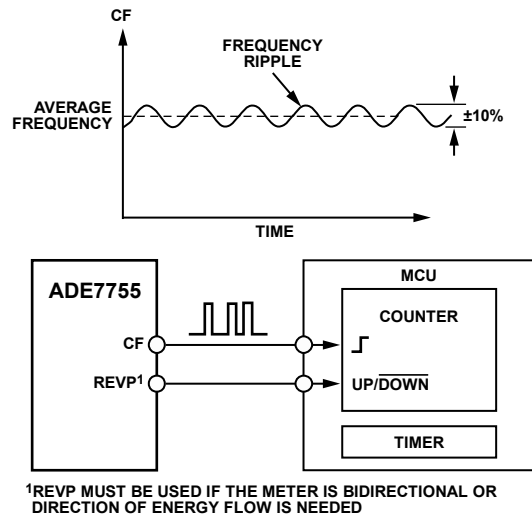 CF
FREQUENCY
RIPPLE
AVERAGE
FREQUENCY
±10%
TIME
MCU
ADE7755
COUNTER
CF
REVP1
UP/DOWN
TIMER
1REVP MUST BE USED IF THE METER IS BIDIRECTIONAL OR
DIRECTION OF ENERGY FLOW IS NEEDED